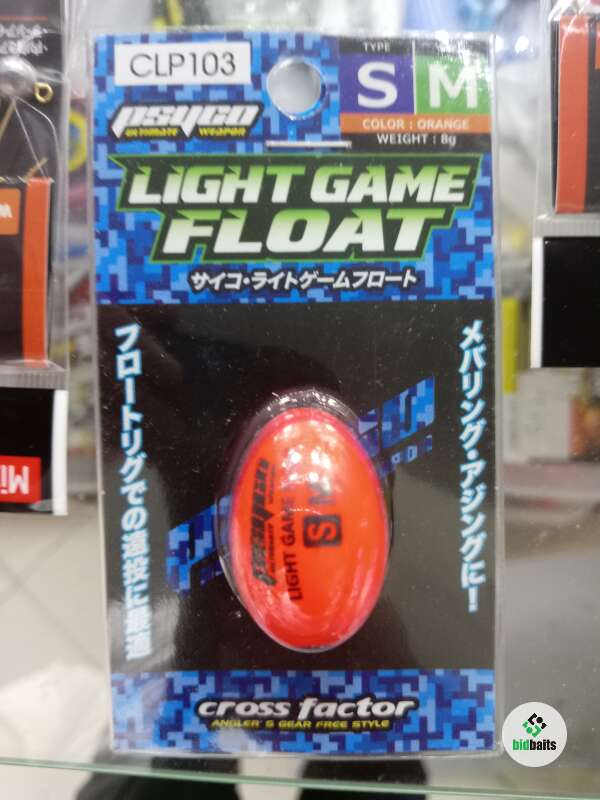 CLP103
TYPE
S M
COLOR : ORANGE
WEIGHT : 8g
PSYCO
ULTIMATE WEAPON
LIGHT GAME
FLOAT
サイコ・ライトゲームフロート
メバリング・アジングに!
フロートリグでの遠投に最適
LIGHT GAME
S
cross factor
ANGLER'S GEAR FREE STYLE
Mi
bidbaits